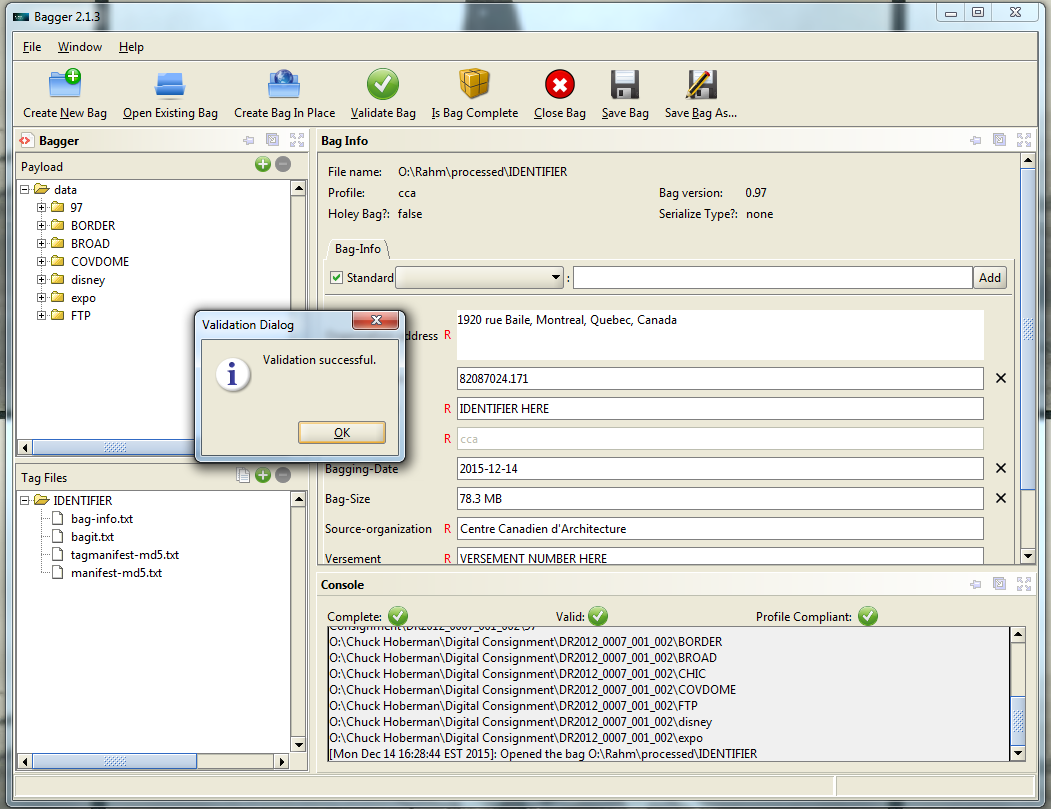 Bagger 2.1.3
File Window Help
Create New Bag Open Existing Bag Create Bag In Place Validate Bag Is Bag Complete Close Bag Save Bag Save Bag As...
Bagger
Payload
data
97
BORDER
BROAD
COVDOME
disney
expo
FTP
Tag Files
IDENTIFIER
bag-info.txt
bagit.txt
tagmanifest-md5.txt
manifest-md5.txt
Bag Info
File name: O:\Rahm\processed\IDENTIFIER
Profile: cca Bag version: 0.97
Holey Bag?: false Serialize Type?: none
Bag-Info
Standard : Add
ddress R 1920 rue Baile, Montreal, Quebec, Canada
82087024.171
R IDENTIFIER HERE
R cca
Bagging-Date 2015-12-14
Bag-Size 78.3 MB
Source-organization R Centre Canadien d'Architecture
Versement R VERSEMENT NUMBER HERE
Validation Dialog
Validation successful.
OK
Console
Complete: Valid: Profile Compliant:
Consignment\DR2012_0007_001_002\97
O:\Chuck Hoberman\Digital Consignment\DR2012_0007_001_002\BORDER
O:\Chuck Hoberman\Digital Consignment\DR2012_0007_001_002\BROAD
O:\Chuck Hoberman\Digital Consignment\DR2012_0007_001_002\CHIC
O:\Chuck Hoberman\Digital Consignment\DR2012_0007_001_002\COVDOME
O:\Chuck Hoberman\Digital Consignment\DR2012_0007_001_002\FTP
O:\Chuck Hoberman\Digital Consignment\DR2012_0007_001_002\disney
O:\Chuck Hoberman\Digital Consignment\DR2012_0007_001_002\expo
[Mon Dec 14 16:28:44 EST 2015]: Opened the bag O:\Rahm\processed\IDENTIFIER